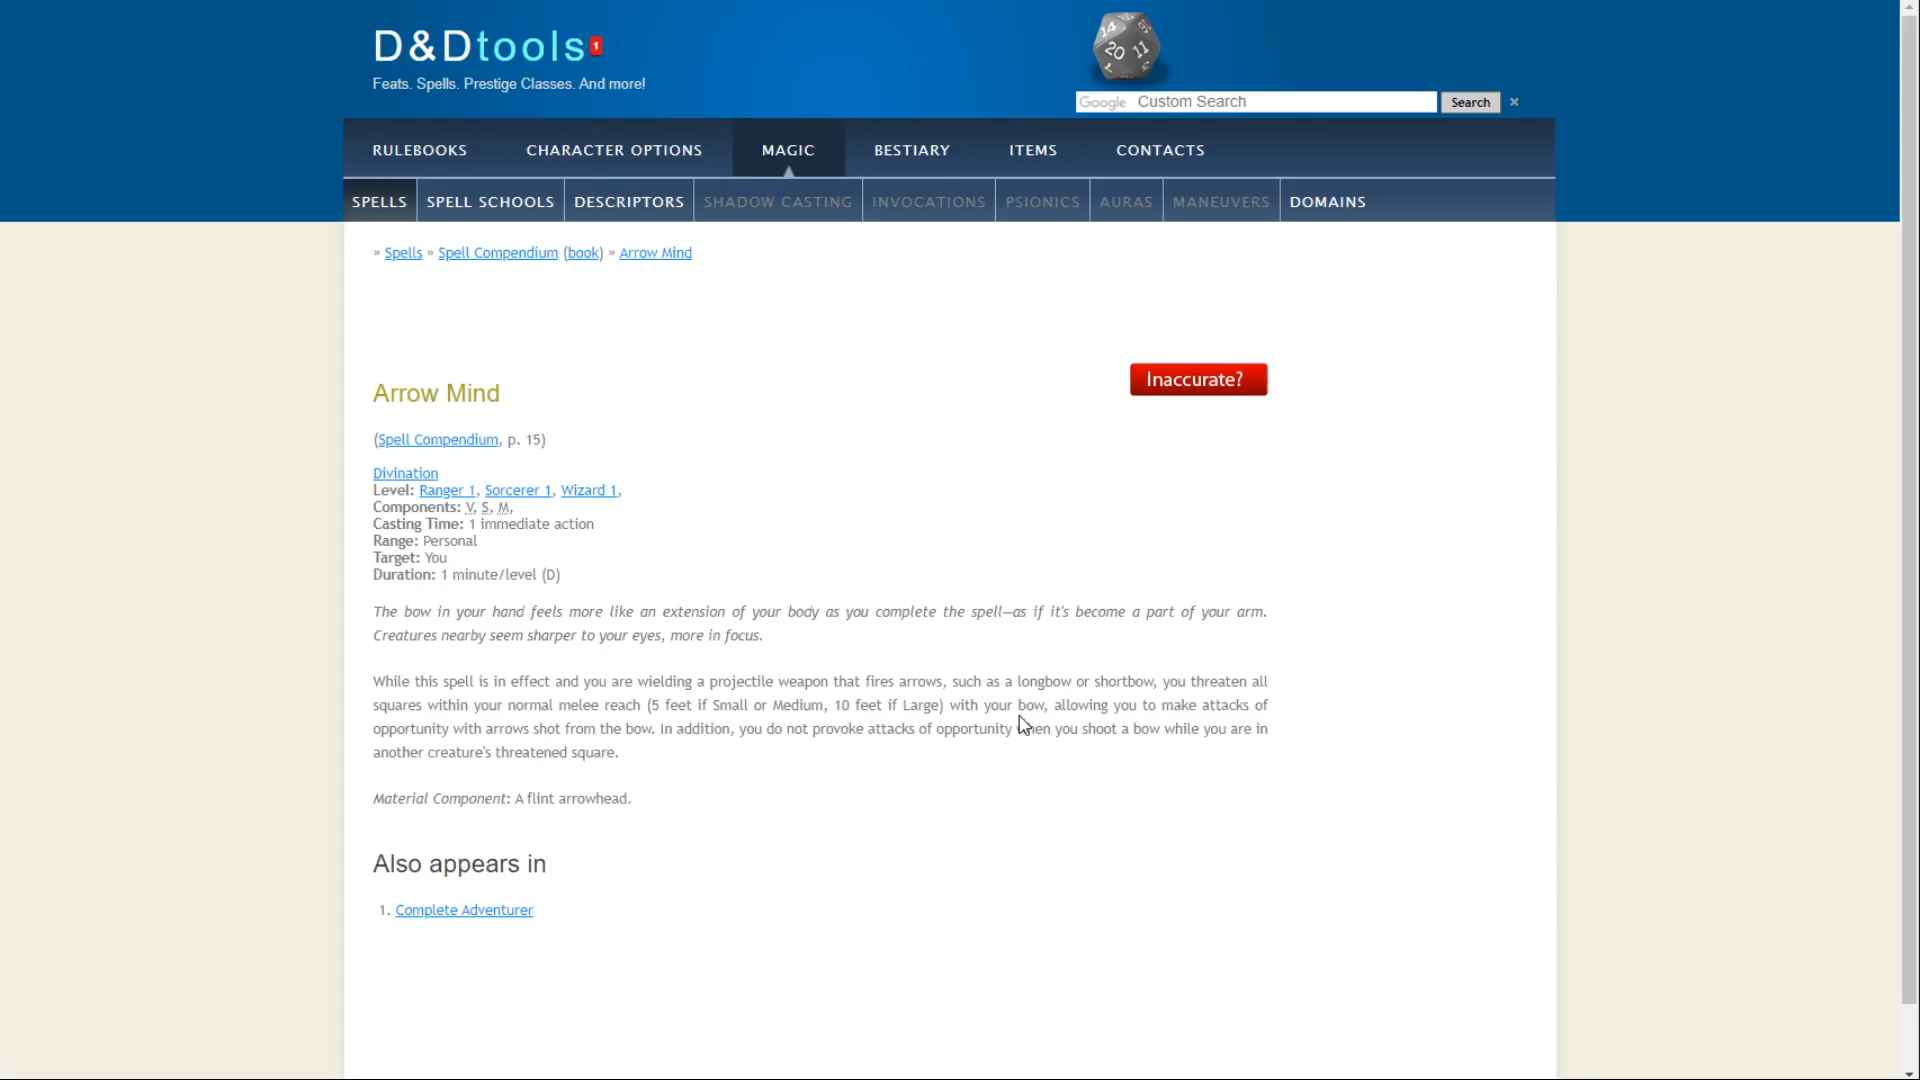 D&Dtools 1
Feats. Spells. Prestige Classes. And more!
14
20 11
Google Custom Search Search ×
RULEBOOKS CHARACTER OPTIONS MAGIC BESTIARY ITEMS CONTACTS
SPELLS SPELL SCHOOLS DESCRIPTORS SHADOW CASTING INVOCATIONS PSIONICS AURAS MANEUVERS DOMAINS
» Spells » Spell Compendium (book) » Arrow Mind
Inaccurate?
Arrow Mind
(Spell Compendium, p. 15)
Divination
Level: Ranger 1, Sorcerer 1, Wizard 1,
Components: V, S, M,
Casting Time: 1 immediate action
Range: Personal
Target: You
Duration: 1 minute/level (D)
The bow in your hand feels more like an extension of your body as you complete the spell—as if it's become a part of your arm.
Creatures nearby seem sharper to your eyes, more in focus.
While this spell is in effect and you are wielding a projectile weapon that fires arrows, such as a longbow or shortbow, you threaten all
squares within your normal melee reach (5 feet if Small or Medium, 10 feet if Large) with your bow, allowing you to make attacks of
opportunity with arrows shot from the bow. In addition, you do not provoke attacks of opportunity when you shoot a bow while you are in
another creature's threatened square.
Material Component: A flint arrowhead.
Also appears in
1. Complete Adventurer